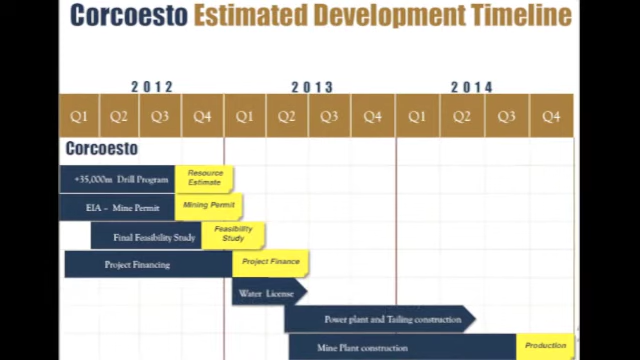 Corcoesto Estimated Development Timeline
2012 2013 2014
Q1 Q2 Q3 Q4 Q1 Q2 Q3 Q4 Q1 Q2 Q3 Q4
Corcoesto
+35,000m Drill Program
Resource
Estimate
EIA – Mine Permit
Mining Permit
Final Feasibility Study
Feasibility
Study
Project Financing
Project Finance
Water License
Power plant and Tailing construction
Mine Plant construction
Production